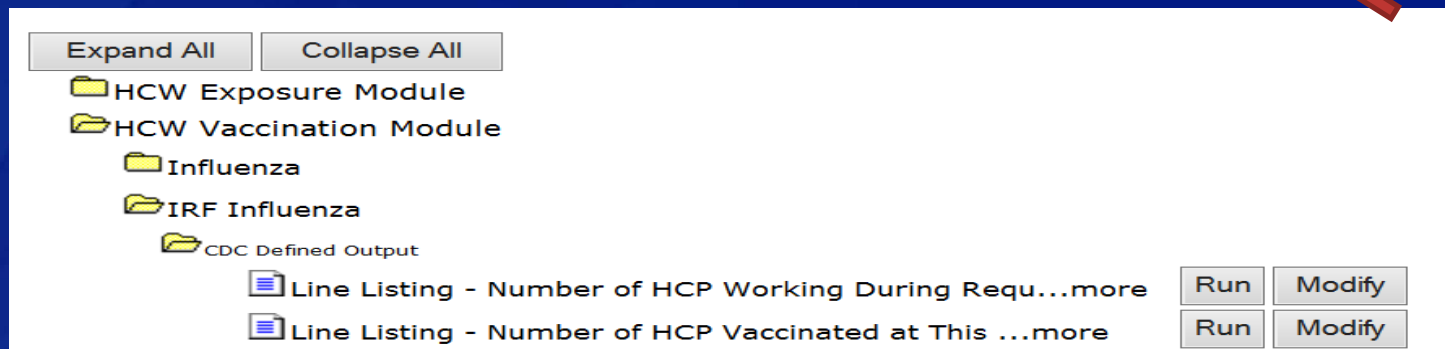 Expand All Collapse All
HCW Exposure Module
HCW Vaccination Module
Influenza
IRF Influenza
CDC Defined Output
Line Listing - Number of HCP Working During Requ...more Run Modify
Line Listing - Number of HCP Vaccinated at This ...more Run Modify